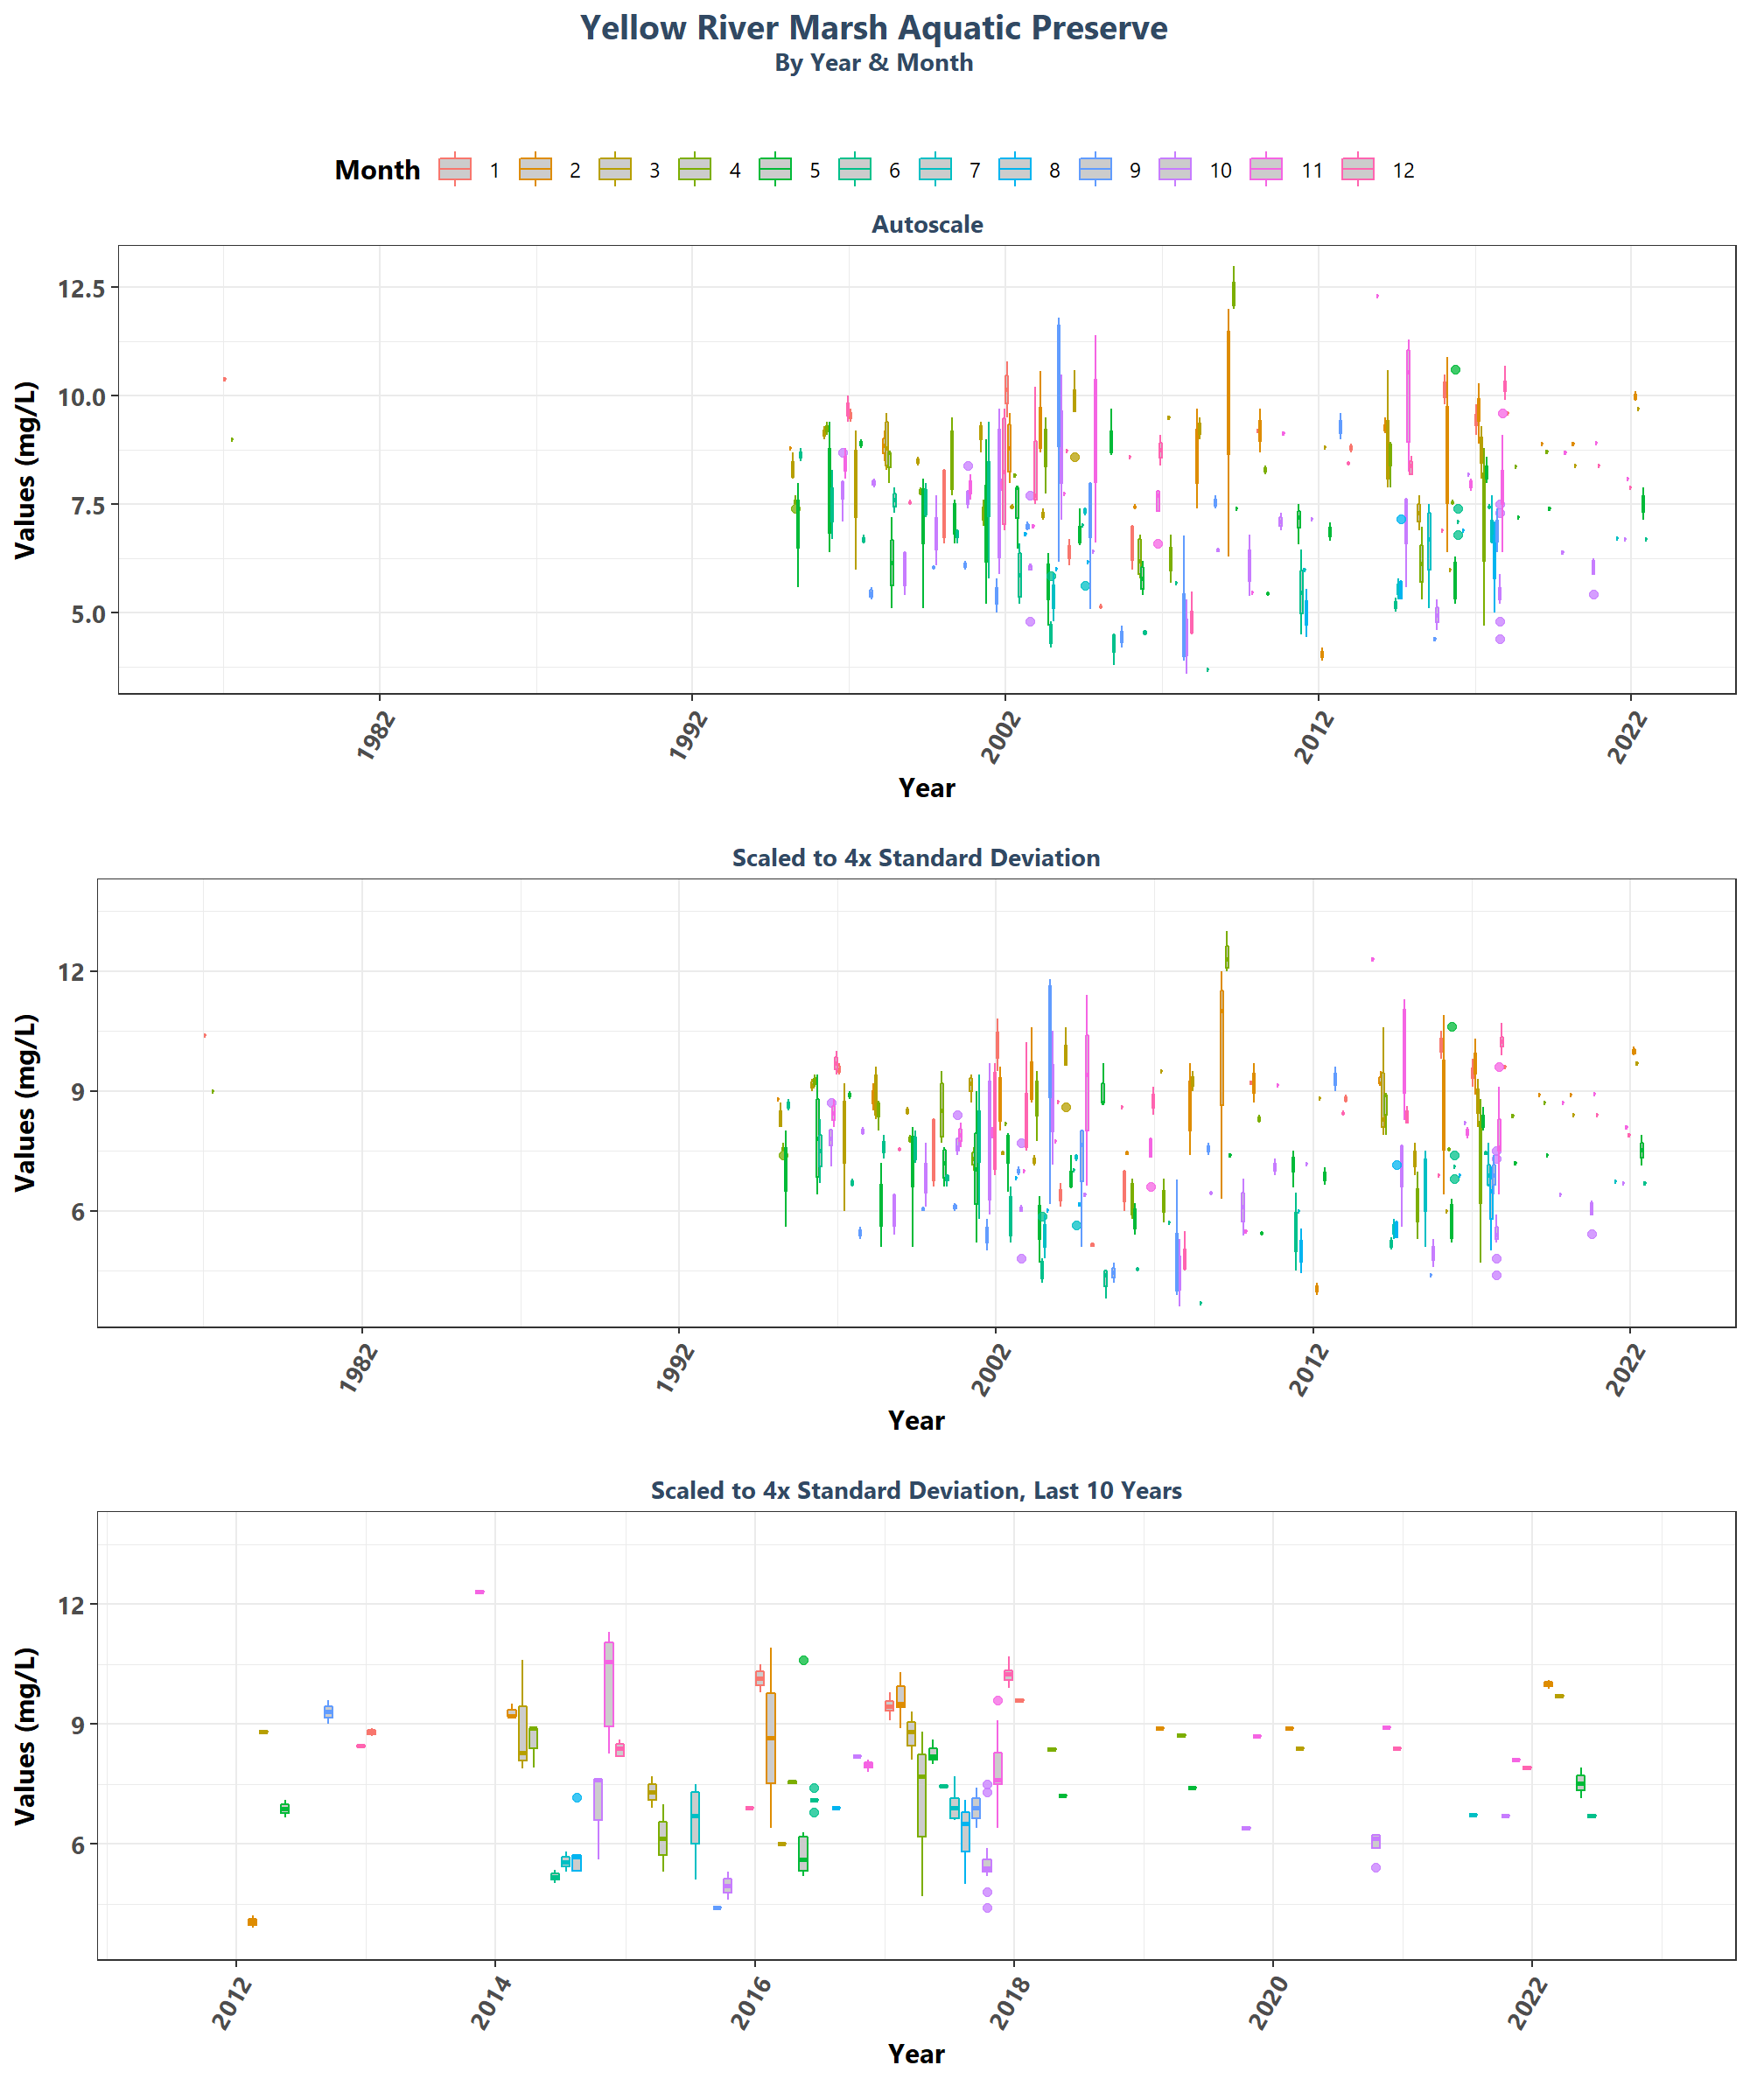 Yellow River Marsh Aquatic Preserve
By Year & Month
Month 1 2 3 4 5 6 7 8 9 10 11 12
Autoscale
Values (mg/L)
12.5
10.0
7.5
5.0
1982 1992 2002 2012 2022
Year
Scaled to 4x Standard Deviation
Values (mg/L)
12
9
6
1982 1992 2002 2012 2022
Year
Scaled to 4x Standard Deviation, Last 10 Years
Values (mg/L)
12
9
6
2012 2014 2016 2018 2020 2022
Year